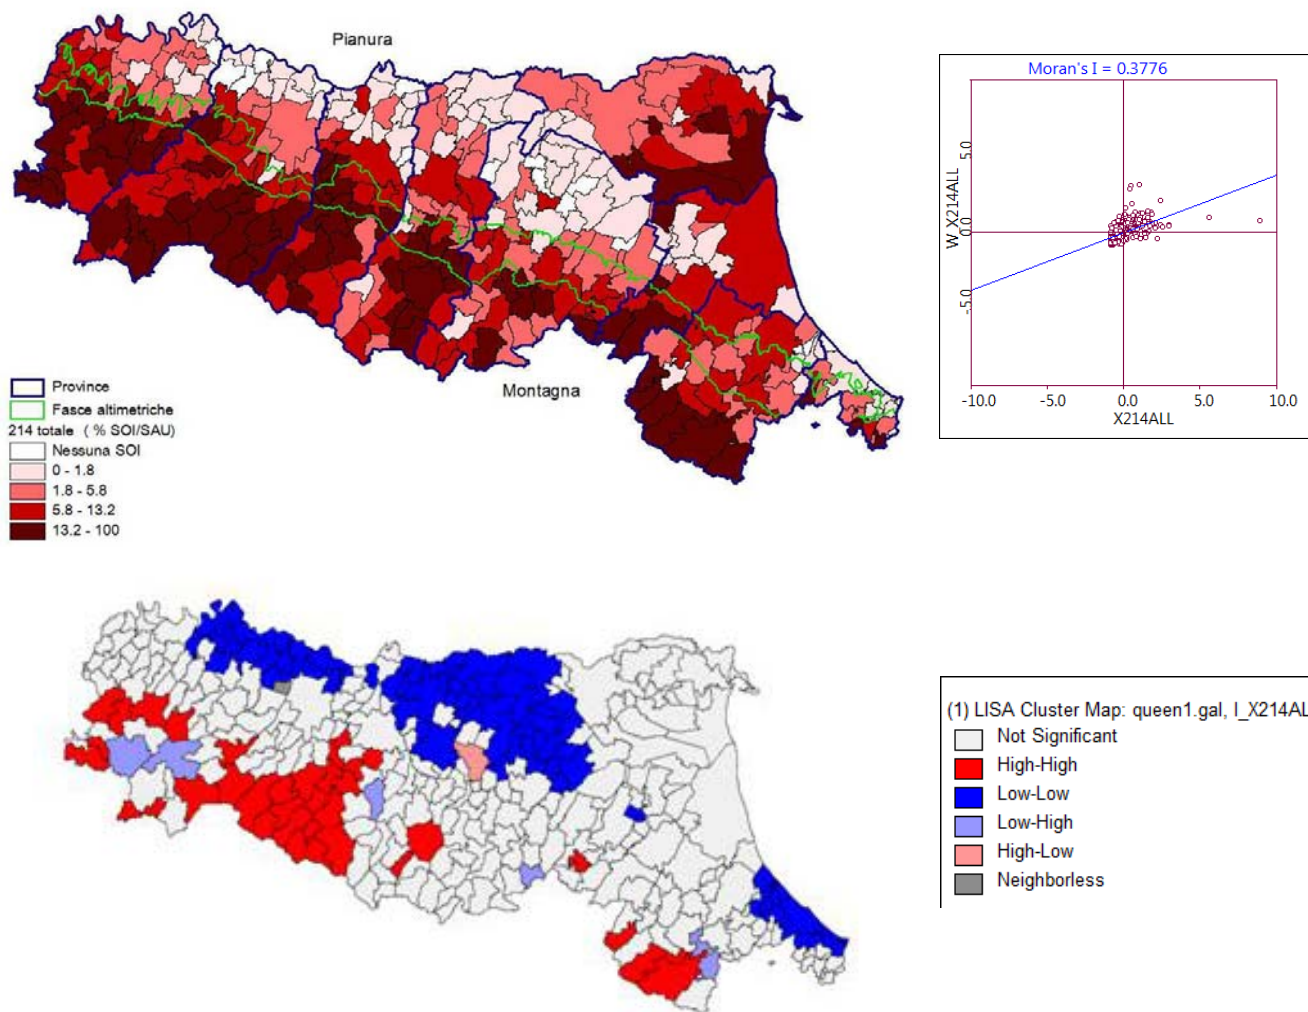 Pianura
Montagna
Province
Fasce altimetriche
214 totale ( % SOI/SAU)
Nessuna SOI
0 - 1.8
1.8 - 5.8
5.8 - 13.2
13.2 - 100
Moran's I = 0.3776
W_X214ALL
5.0
0.0
-5.0
-10.0
-5.0
0.0
5.0
10.0
X214ALL
(1) LISA Cluster Map: queen1.gal, I_X214AL
Not Significant
High-High
Low-Low
Low-High
High-Low
Neighborless